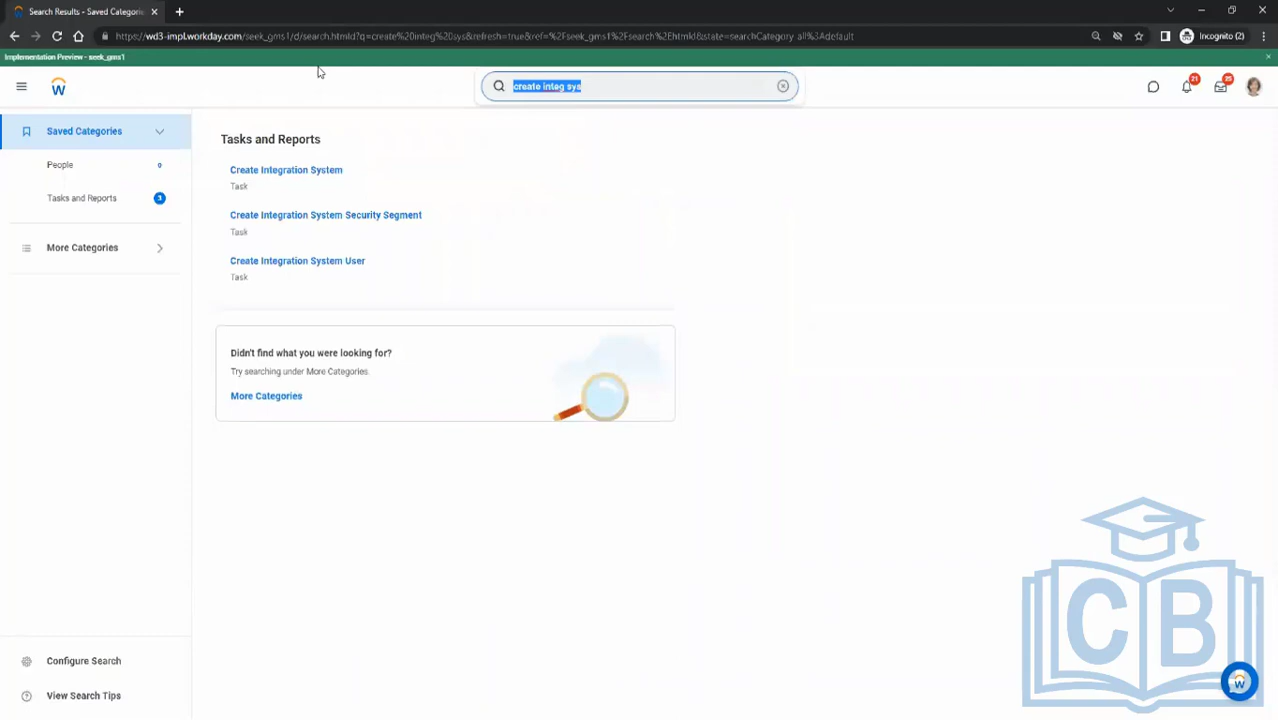 Search Results - Saved Categorie
https://wd3-impl.workday.com/seek_gms1/d/search.htmld?q=create%20integ%20sys&refresh=true&ref=%2Fseek_gms1%2Fsearch%2Ehtmld&state=searchCategory_all%3Adefault
Incognito (2)
Implementation Preview - seek_gms1
create integ sys
21
25
Saved Categories
People
0
Tasks and Reports
3
More Categories
Tasks and Reports
Create Integration System
Task
Create Integration System Security Segment
Task
Create Integration System User
Task
Didn't find what you were looking for?
Try searching under More Categories.
More Categories
Configure Search
View Search Tips
CB